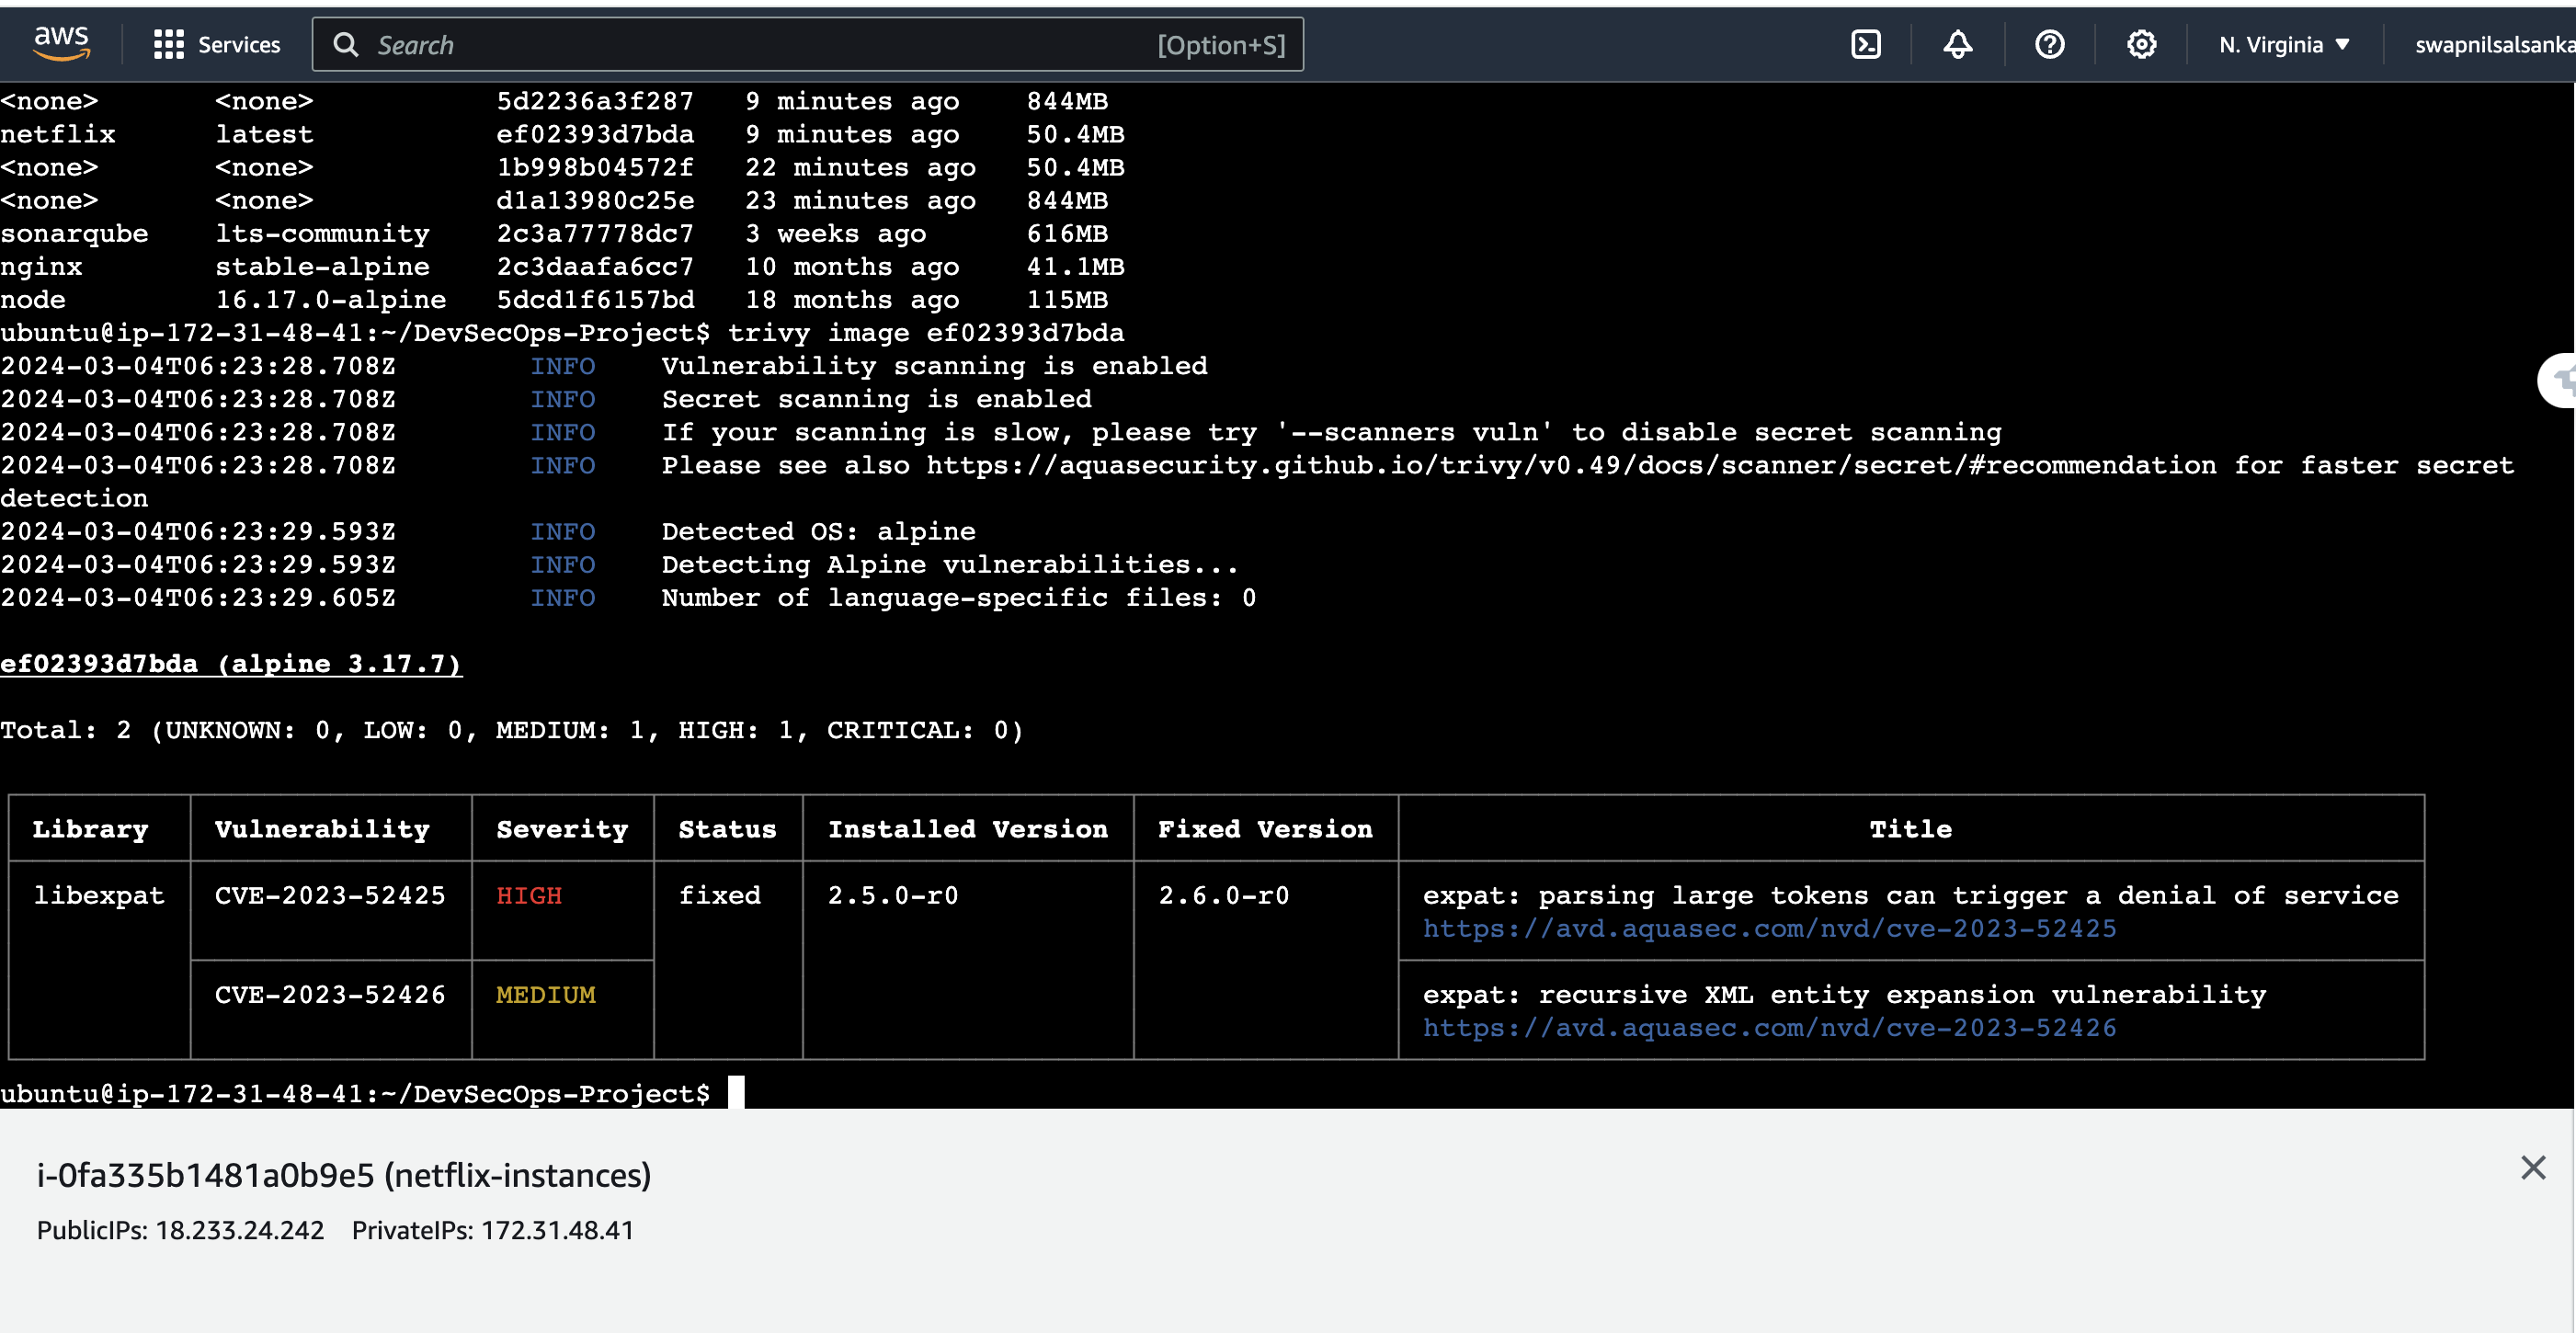 aws Services Search [Option+S] N. Virginia swapnilsalsanka
<none> <none> 5d2236a3f287 9 minutes ago 844MB
netflix latest ef02393d7bda 9 minutes ago 50.4MB
<none> <none> 1b998b04572f 22 minutes ago 50.4MB
<none> <none> d1a13980c25e 23 minutes ago 844MB
sonarqube lts-community 2c3a77778dc7 3 weeks ago 616MB
nginx stable-alpine 2c3daafa6cc7 10 months ago 41.1MB
node 16.17.0-alpine 5dcd1f6157bd 18 months ago 115MB
ubuntu@ip-172-31-48-41:~/DevSecOps-Project$ trivy image ef02393d7bda
2024-03-04T06:23:28.708Z INFO Vulnerability scanning is enabled
2024-03-04T06:23:28.708Z INFO Secret scanning is enabled
2024-03-04T06:23:28.708Z INFO If your scanning is slow, please try '--scanners vuln' to disable secret scanning
2024-03-04T06:23:28.708Z INFO Please see also https://aquasecurity.github.io/trivy/v0.49/docs/scanner/secret/#recommendation for faster secret
detection
2024-03-04T06:23:29.593Z INFO Detected OS: alpine
2024-03-04T06:23:29.593Z INFO Detecting Alpine vulnerabilities...
2024-03-04T06:23:29.605Z INFO Number of language-specific files: 0
ef02393d7bda (alpine 3.17.7)
Total: 2 (UNKNOWN: 0, LOW: 0, MEDIUM: 1, HIGH: 1, CRITICAL: 0)
Library Vulnerability Severity Status Installed Version Fixed Version Title
libexpat CVE-2023-52425 HIGH fixed 2.5.0-r0 2.6.0-r0 expat: parsing large tokens can trigger a denial of service
https://avd.aquasec.com/nvd/cve-2023-52425
CVE-2023-52426 MEDIUM expat: recursive XML entity expansion vulnerability
https://avd.aquasec.com/nvd/cve-2023-52426
ubuntu@ip-172-31-48-41:~/DevSecOps-Project$
i-0fa335b1481a0b9e5 (netflix-instances)
PublicIPs: 18.233.24.242 PrivateIPs: 172.31.48.41